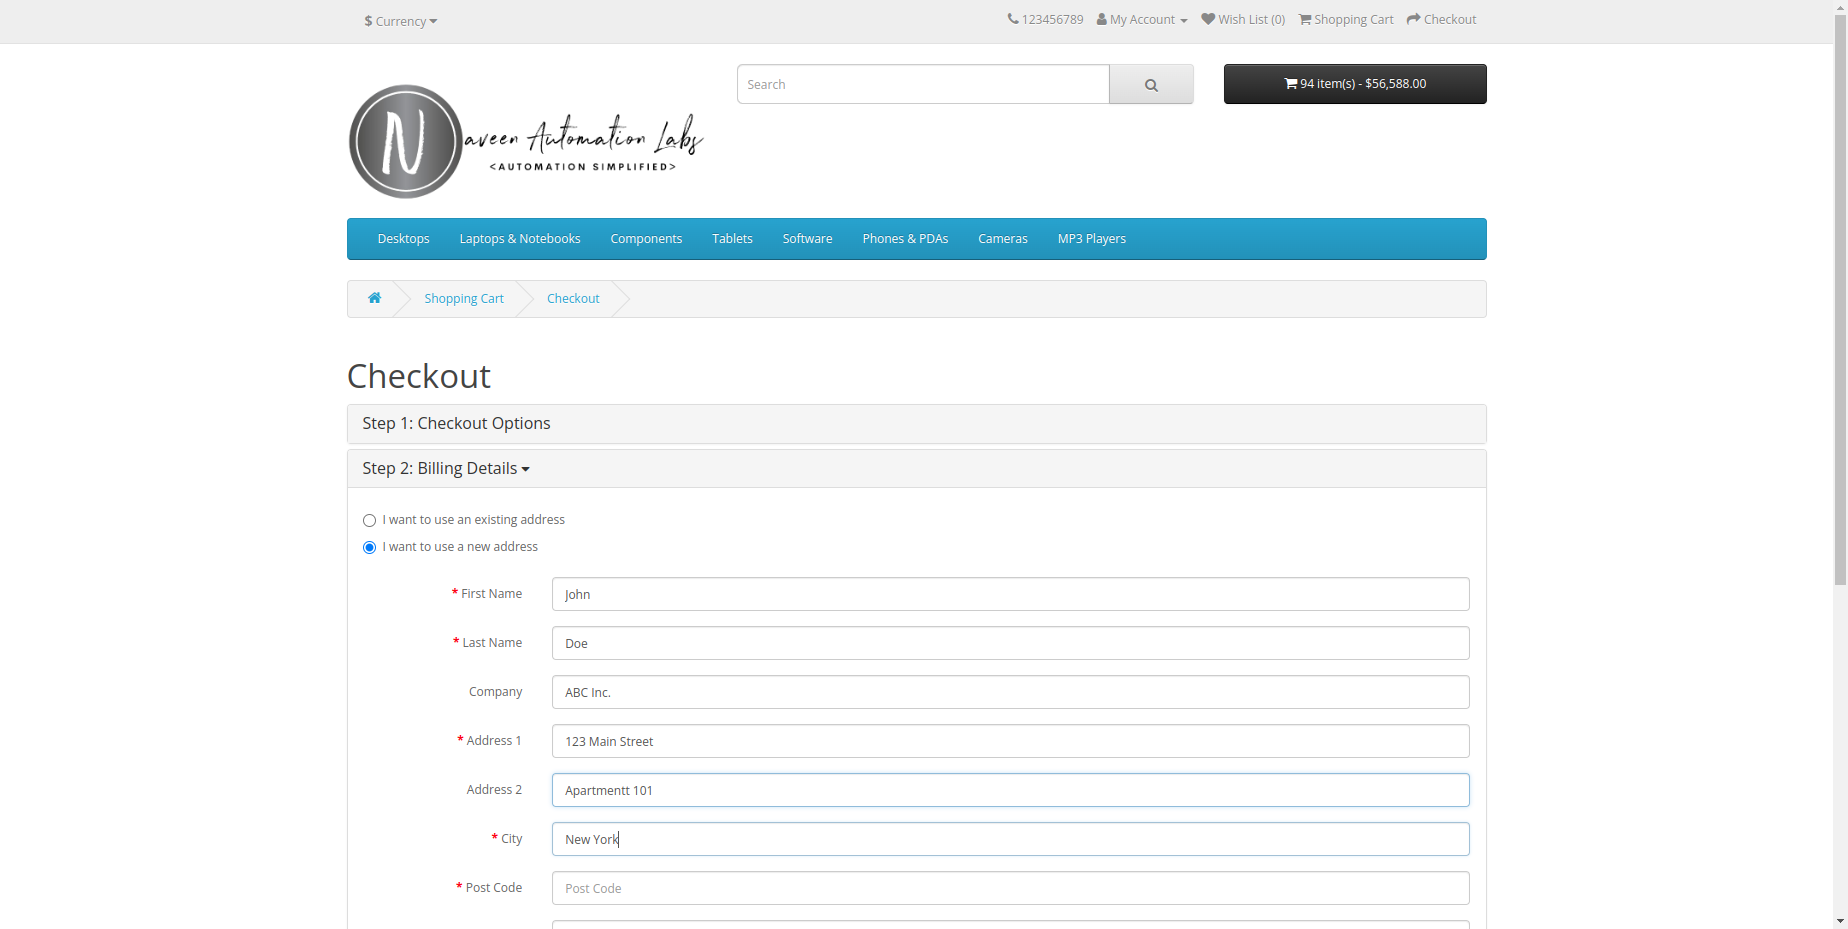 $ Currency
123456789 My Account Wish List (0) Shopping Cart Checkout
Search
94 item(s) - $56,588.00
N aveen Automation Labs
<AUTOMATION SIMPLIFIED>
Desktops Laptops & Notebooks Components Tablets Software Phones & PDAs Cameras MP3 Players
Shopping Cart Checkout
Checkout
Step 1: Checkout Options
Step 2: Billing Details
I want to use an existing address
I want to use a new address
* First Name John
* Last Name Doe
Company ABC Inc.
* Address 1 123 Main Street
Address 2 Apartmentt 101
* City New York
* Post Code Post Code